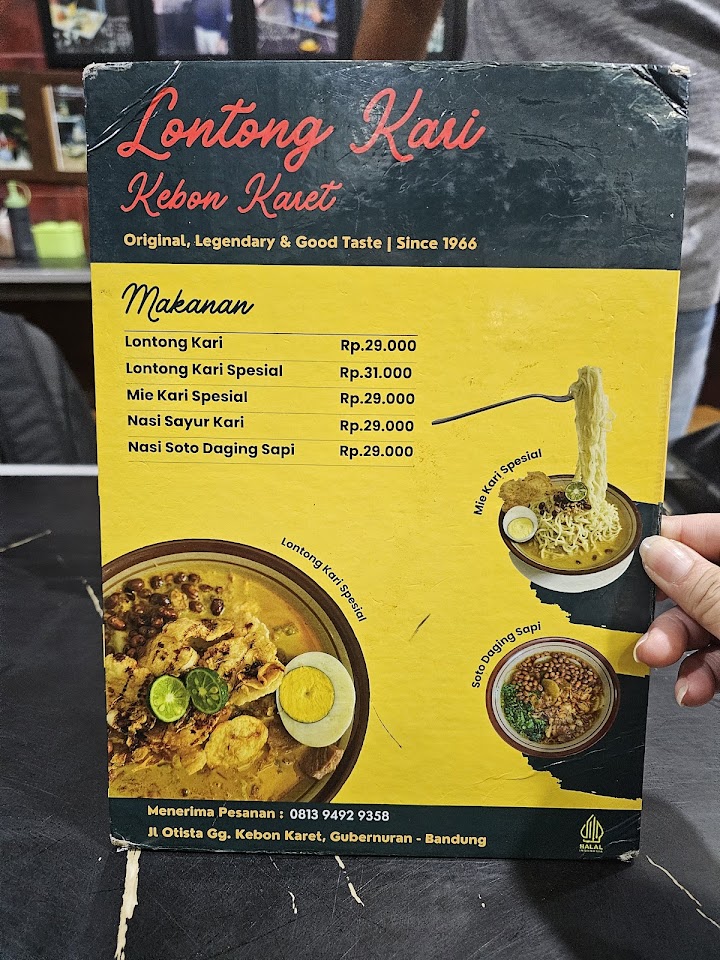 Lontong Kari
Kebon Karet
Original, Legendary & Good Taste | Since 1966
Makanan
Lontong Kari Rp.29.000
Lontong Kari Spesial Rp.31.000
Mie Kari Spesial Rp.29.000
Nasi Sayur Kari Rp.29.000
Nasi Soto Daging Sapi Rp.29.000
Mie Kari Spesial
Lontong Kari Spesial
Soto Daging Sapi
Menerima Pesanan : 0813 9492 9358
Jl Otista Gg. Kebon Karet, Gubernuran - Bandung
HALAL
INDONESIA